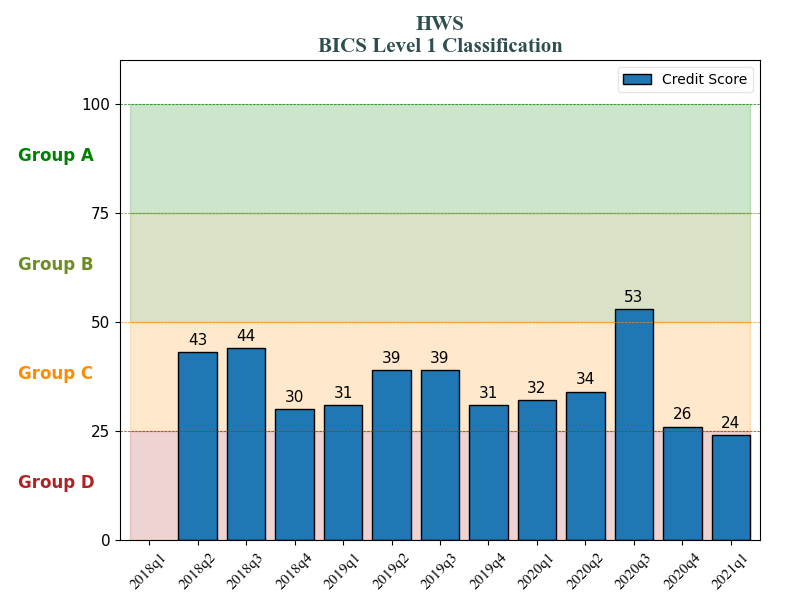 HWS
BICS Level 1 Classification
Credit Score
100
Group A
75
Group B
53
50
43
44
39
39
Group C
30
31
31
32
34
26
24
25
Group D
0
2018q1
2018q2
2018q3
2018q4
2019q1
2019q2
2019q3
2019q4
2020q1
2020q2
2020q3
2020q4
2021q1